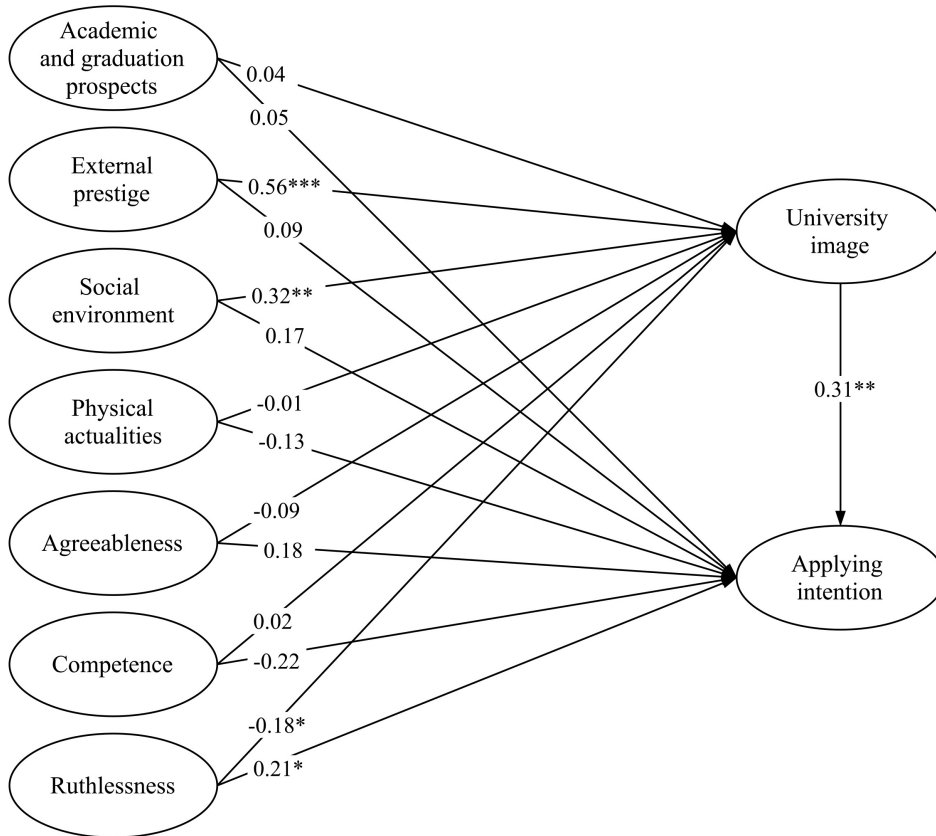 Academic
and graduation
prospects
0.04
0.05
External
prestige
0.56***
0.09
University
image
Social
environment
0.32**
0.17
0.31**
Physical
actualities
-0.01
-0.13
Agreeableness
-0.09
0.18
Applying
intention
Competence
0.02
-0.22
Ruthlessness
-0.18*
0.21*